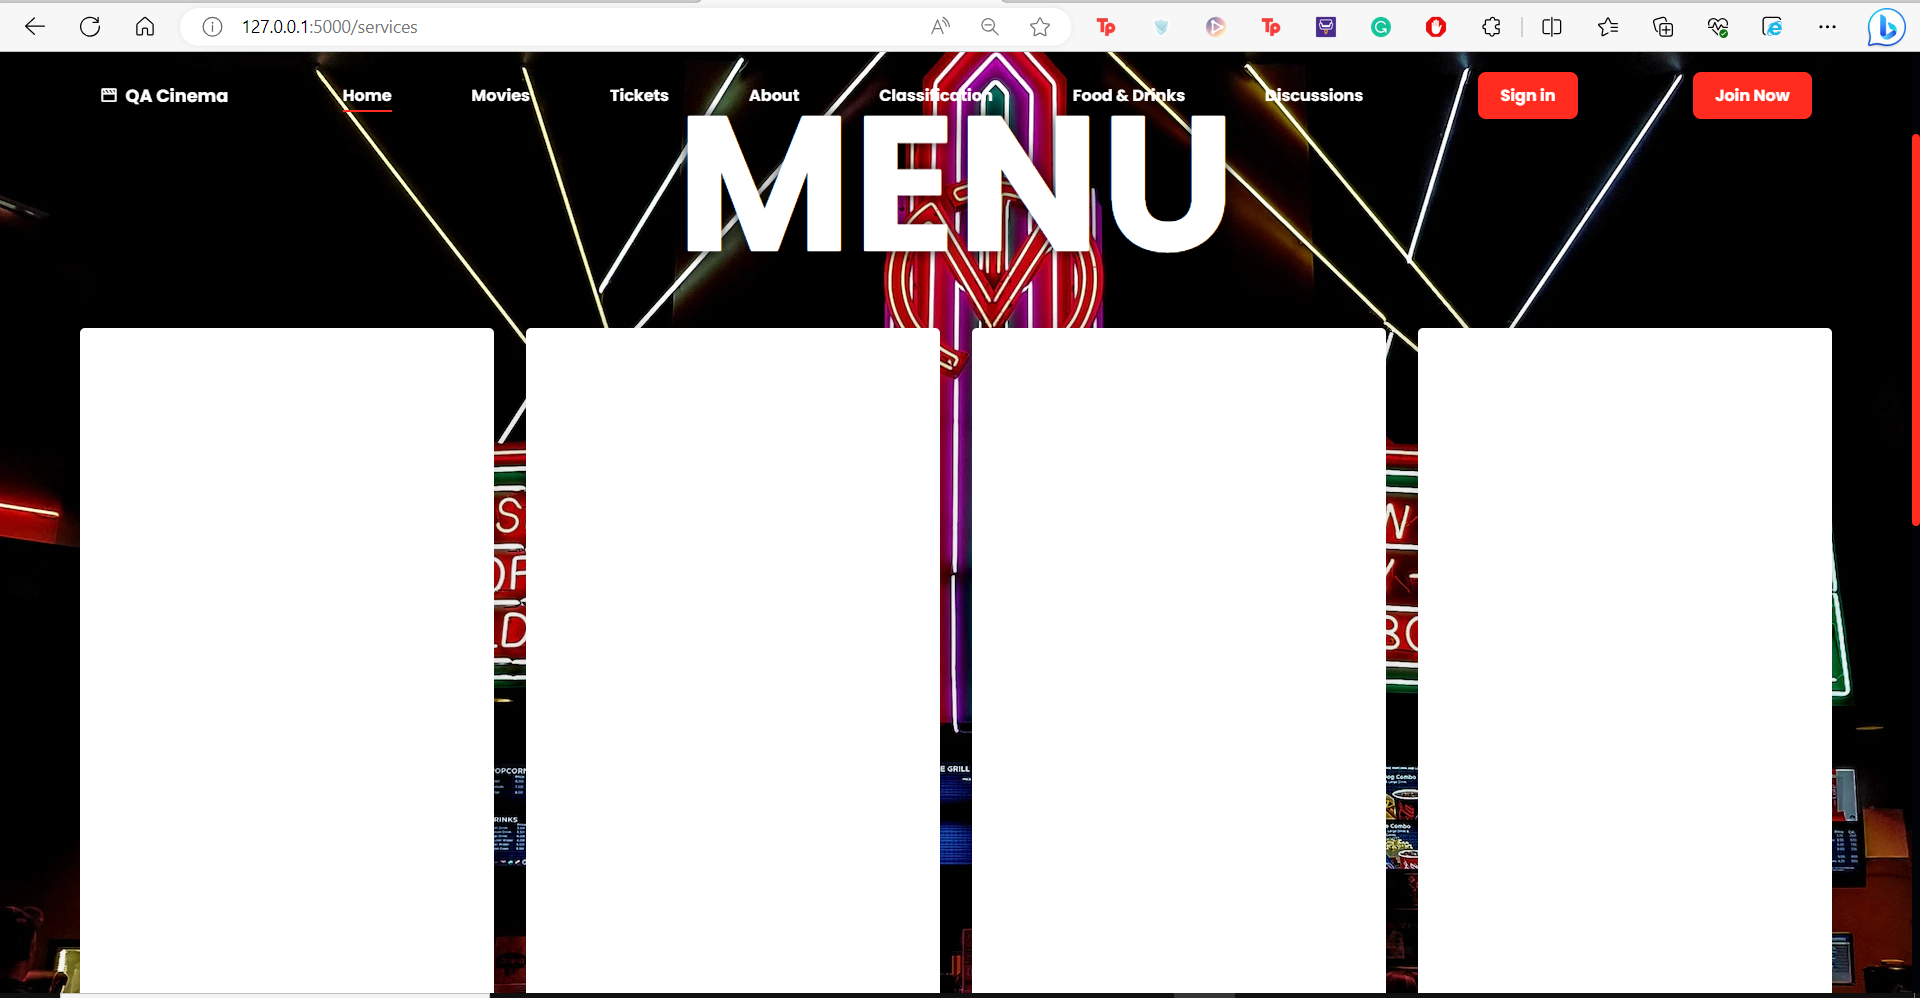 127.0.0.1:5000/services
QA Cinema
Home
Movies
Tickets
About
Classification
Food & Drinks
Discussions
Sign in
Join Now
MENU